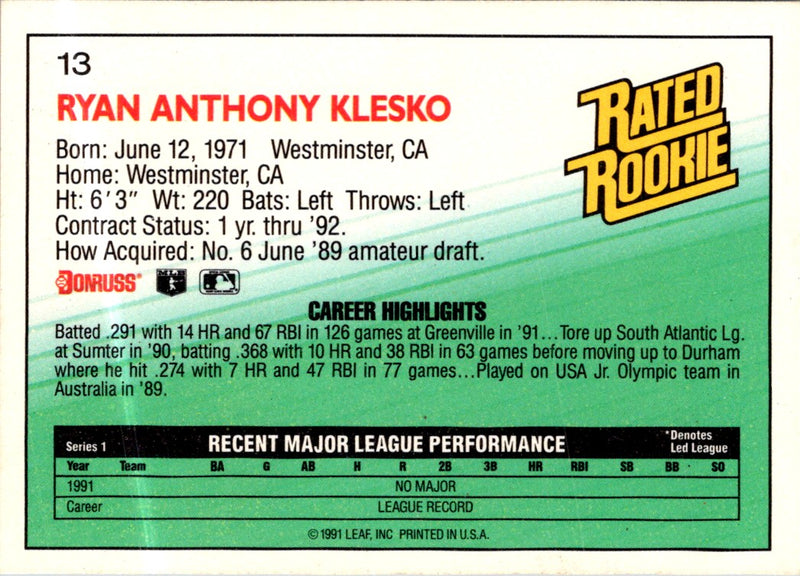 13
RYAN ANTHONY KLESKO
RATED
ROOKIE
Born: June 12, 1971 Westminster, CA
Home: Westminster, CA
Ht: 6'3" Wt: 220 Bats: Left Throws: Left
Contract Status: 1 yr. thru '92.
How Acquired: No. 6 June '89 amateur draft.
DONRUSS
CAREER HIGHLIGHTS
Batted .291 with 14 HR and 67 RBI in 126 games at Greenville in '91...Tore up South Atlantic Lg.
at Sumter in '90, batting .368 with 10 HR and 38 RBI in 63 games before moving up to Durham
where he hit .274 with 7 HR and 47 RBI in 77 games...Played on USA Jr. Olympic team in
Australia in '89.
Series 1 RECENT MAJOR LEAGUE PERFORMANCE *Denotes
Led League
Year Team BA G AB H R 2B 3B HR RBI SB BB SO
1991 NO MAJOR
Career LEAGUE RECORD
©1991 LEAF, INC PRINTED IN U.S.A.